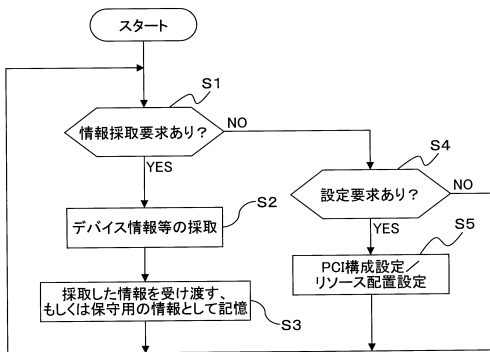 スタート
S1
情報採取要求あり?
NO
YES
S4
設定要求あり?
NO
YES
S2
デバイス情報等の採取
S5
PCI構成設定/
リソース配置設定
採取した情報を受け渡す、
もしくは保守用の情報として記憶
S3